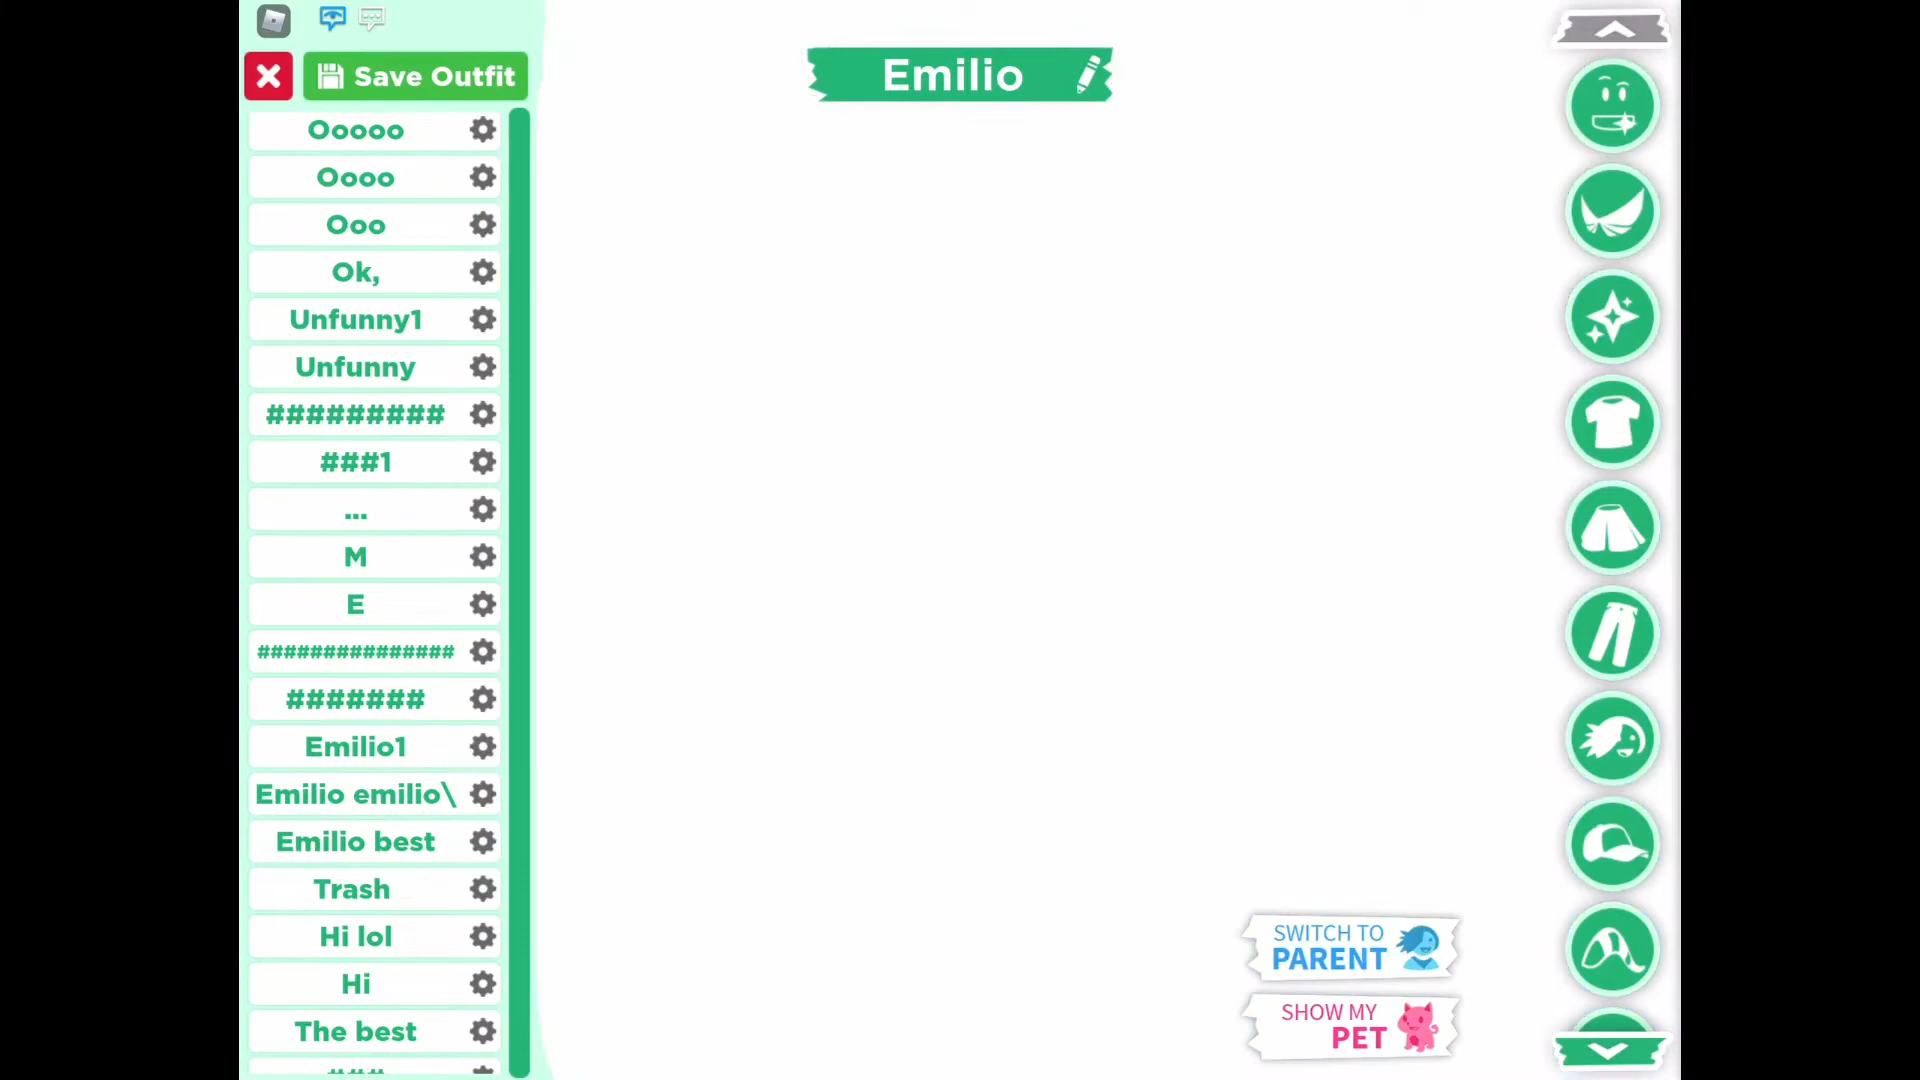 Save Outfit
Emilio
Ooooo
Oooo
Ooo
Ok,
Unfunny1
Unfunny
#########
###1
...
M
E
###############
#######
Emilio1
Emilio emilio\
Emilio best
Trash
Hi lol
Hi
The best
###
SWITCH TO
PARENT
SHOW MY
PET